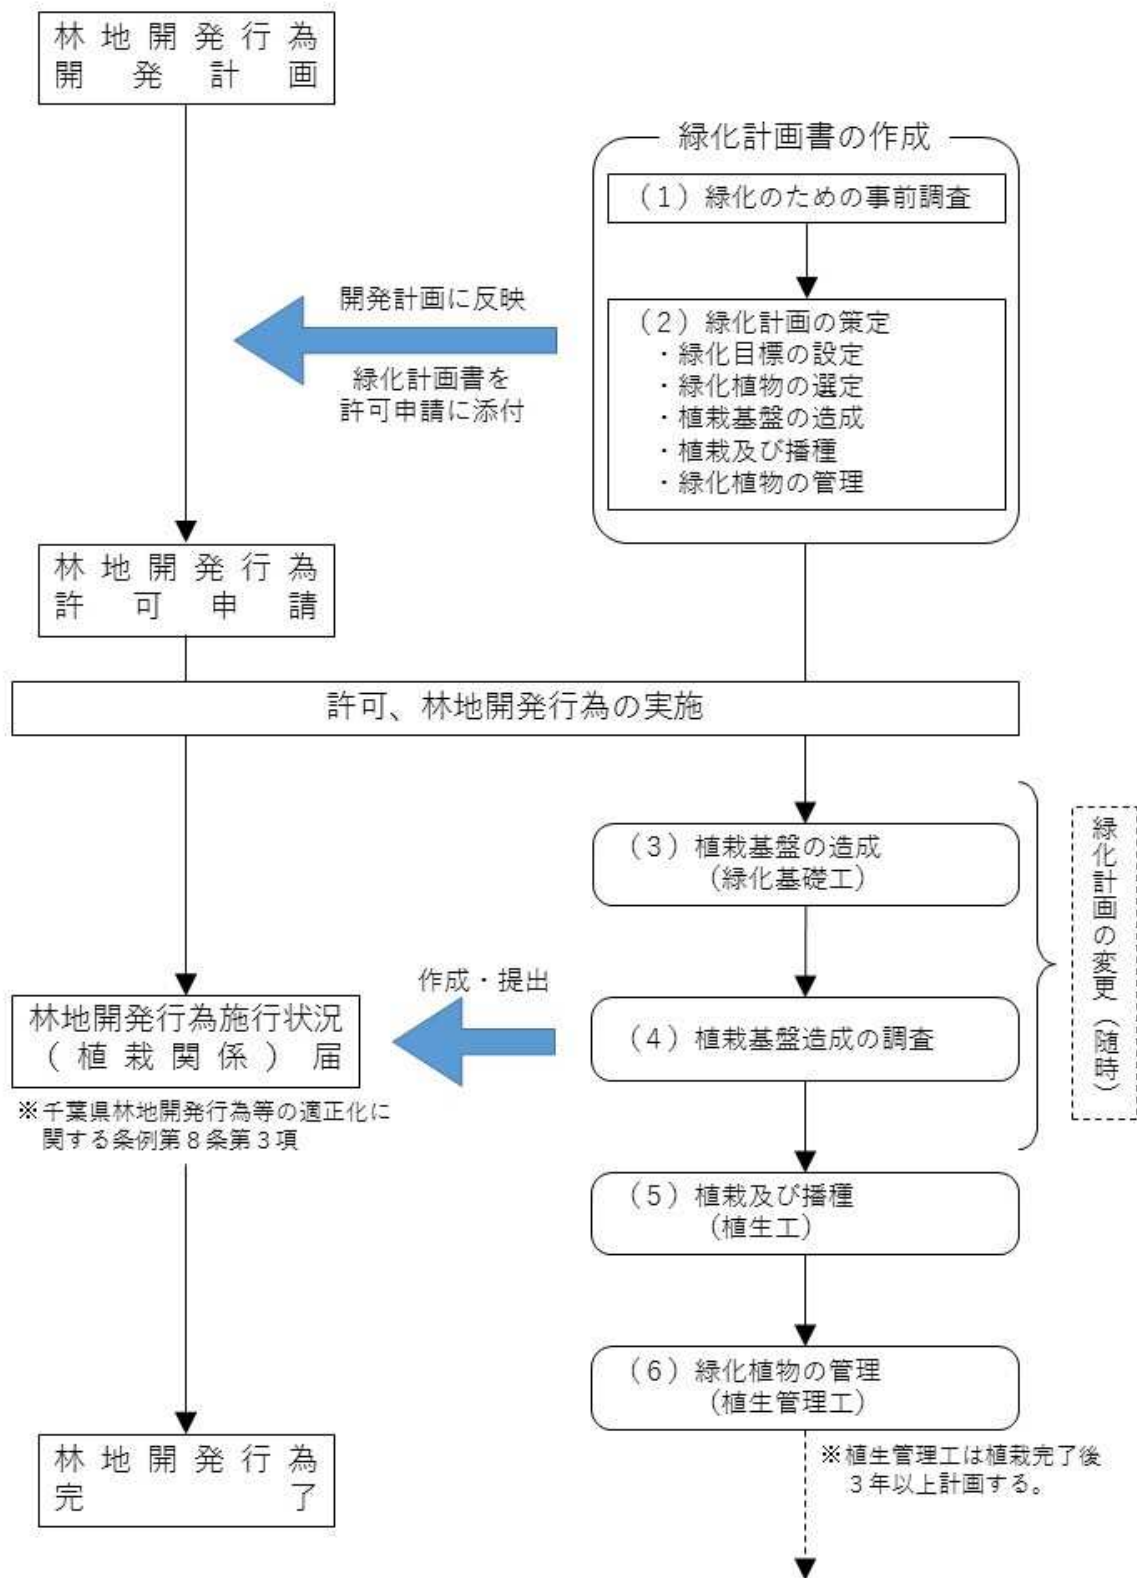 林地開発行為
開発計画
緑化計画書の作成
（１）緑化のための事前調査
（２）緑化計画の策定
・緑化目標の設定
・緑化植物の選定
・植栽基盤の造成
・植栽及び播種
・緑化植物の管理
開発計画に反映
緑化計画書を
許可申請に添付
林地開発行為
許可申請
許可、林地開発行為の実施
（３）植栽基盤の造成
（緑化基礎工）
緑化計画の変更（随時）
作成・提出
（４）植栽基盤造成の調査
林地開発行為施行状況
（植栽関係）届
※千葉県林地開発行為等の適正化に
関する条例第８条第３項
（５）植栽及び播種
（植生工）
（６）緑化植物の管理
（植生管理工）
※植生管理工は植栽完了後
３年以上計画する。
林地開発行為
完了